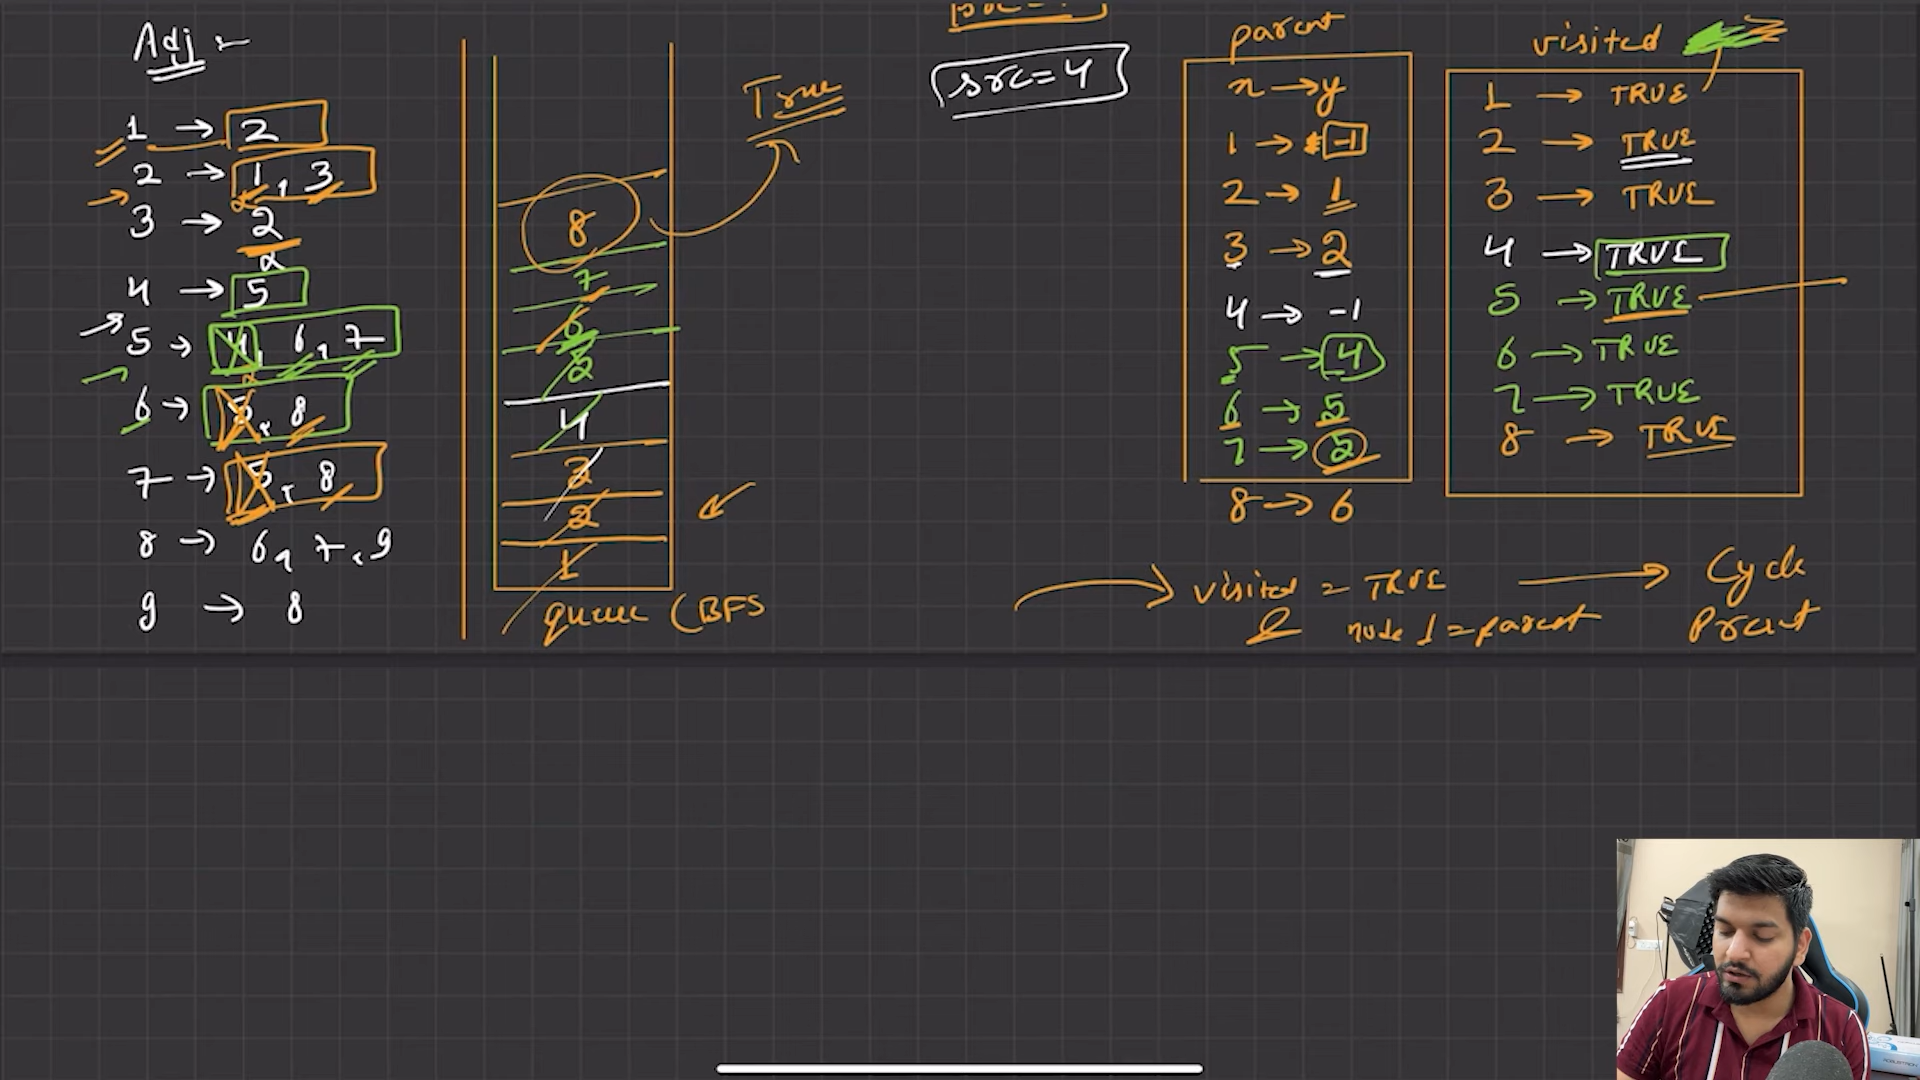 Adj
1 → 2
2 → 1, 3
3 → 2
4 → 5
5 → 4, 6, 7
6 → 5, 8
7 → 5, 8
8 → 6, 7, 9
9 → 8
True
8
7
6
5
4
3
2
1
queue (BFS
src=4
parent
x → y
1 → -1
2 → 1
3 → 2
4 → -1
5 → 4
6 → 5
7 → 5
8 → 6
visited
1 → TRUE
2 → TRUE
3 → TRUE
4 → TRUE
5 → TRUE
6 → TRUE
7 → TRUE
8 → TRUE
visited = TRUE → Cycle
node 1 = parent